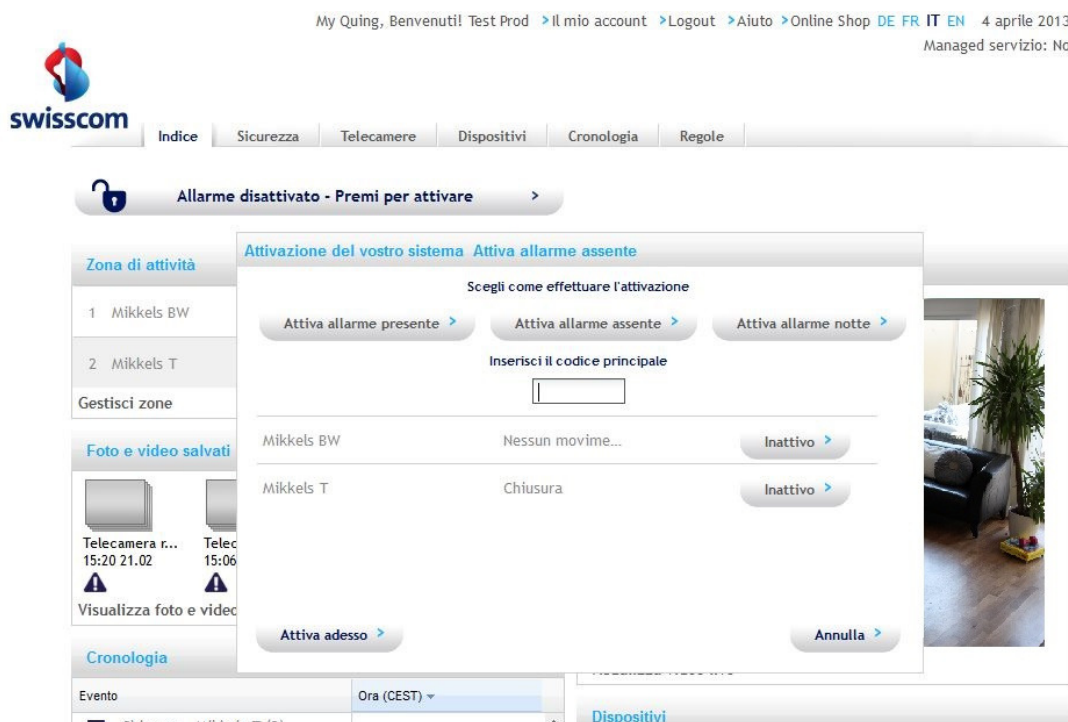 My Quing, Benvenuti! Test Prod >Il mio account >Logout >Aiuto >Online Shop DE FR IT EN 4 aprile 2013
Managed servizio: No
swisscom
Indice Sicurezza Telecamere Dispositivi Cronologia Regole
Allarme disattivato - Premi per attivare >
Attivazione del vostro sistema Attiva allarme assente
Zona di attività
Scegli come effettuare l'attivazione
1 Mikkels BW
Attiva allarme presente > Attiva allarme assente > Attiva allarme notte >
Inserisci il codice principale
2 Mikkels T
Gestisci zone
Mikkels BW Nessun movime... Inattivo >
Foto e video salvati
Mikkels T Chiusura Inattivo >
Telecamera r... Telec
15:20 21.02 15:06
Visualizza foto e videc
Attiva adesso > Annulla >
Cronologia
Evento Ora (CEST)
Dispositivi